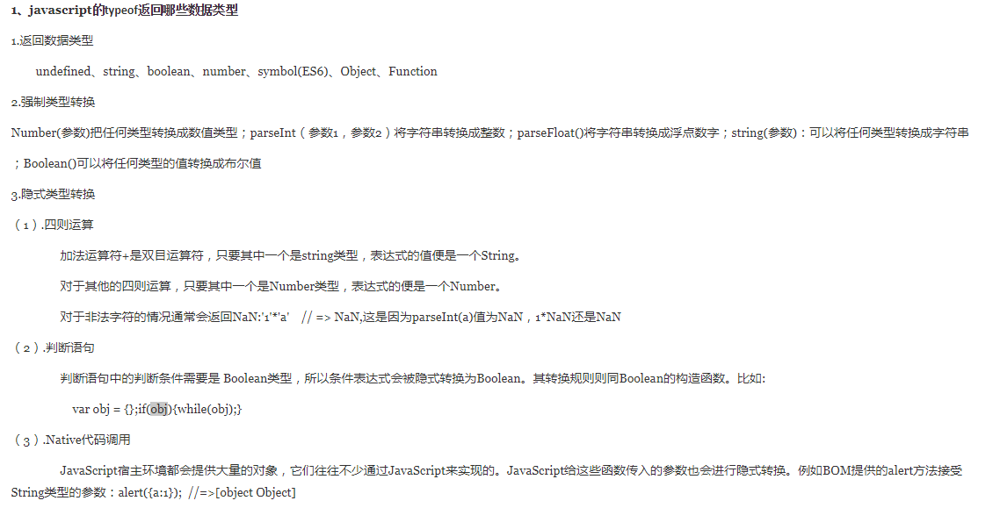 1、javascript的typeof返回哪些数据类型
1.返回数据类型
undefined、string、boolean、number、symbol(ES6)、Object、Function
2.强制类型转换
Number(参数)把任何类型转换成数值类型；parseInt（参数1，参数2）将字符串转换成整数；parseFloat()将字符串转换成浮点数字；string(参数)：可以将任何类型转换成字符串
；Boolean()可以将任何类型的值转换成布尔值
3.隐式类型转换
（1）.四则运算
加法运算符+是双目运算符，只要其中一个是string类型，表达式的值便是一个String。
对于其他的四则运算，只要其中一个是Number类型，表达式的便是一个Number。
对于非法字符的情况通常会返回NaN:'1'*'a'    // => NaN,这是因为parseInt(a)值为NaN，1*NaN还是NaN
（2）.判断语句
判断语句中的判断条件需要是 Boolean类型，所以条件表达式会被隐式转换为Boolean。其转换规则则同Boolean的构造函数。比如:
var obj = {};if(obj){while(obj);}
（3）.Native代码调用
JavaScript宿主环境都会提供大量的对象，它们往往不少通过JavaScript来实现的。JavaScript给这些函数传入的参数也会进行隐式转换。例如BOM提供的alert方法接受
String类型的参数：alert({a:1});  //=>[object Object]